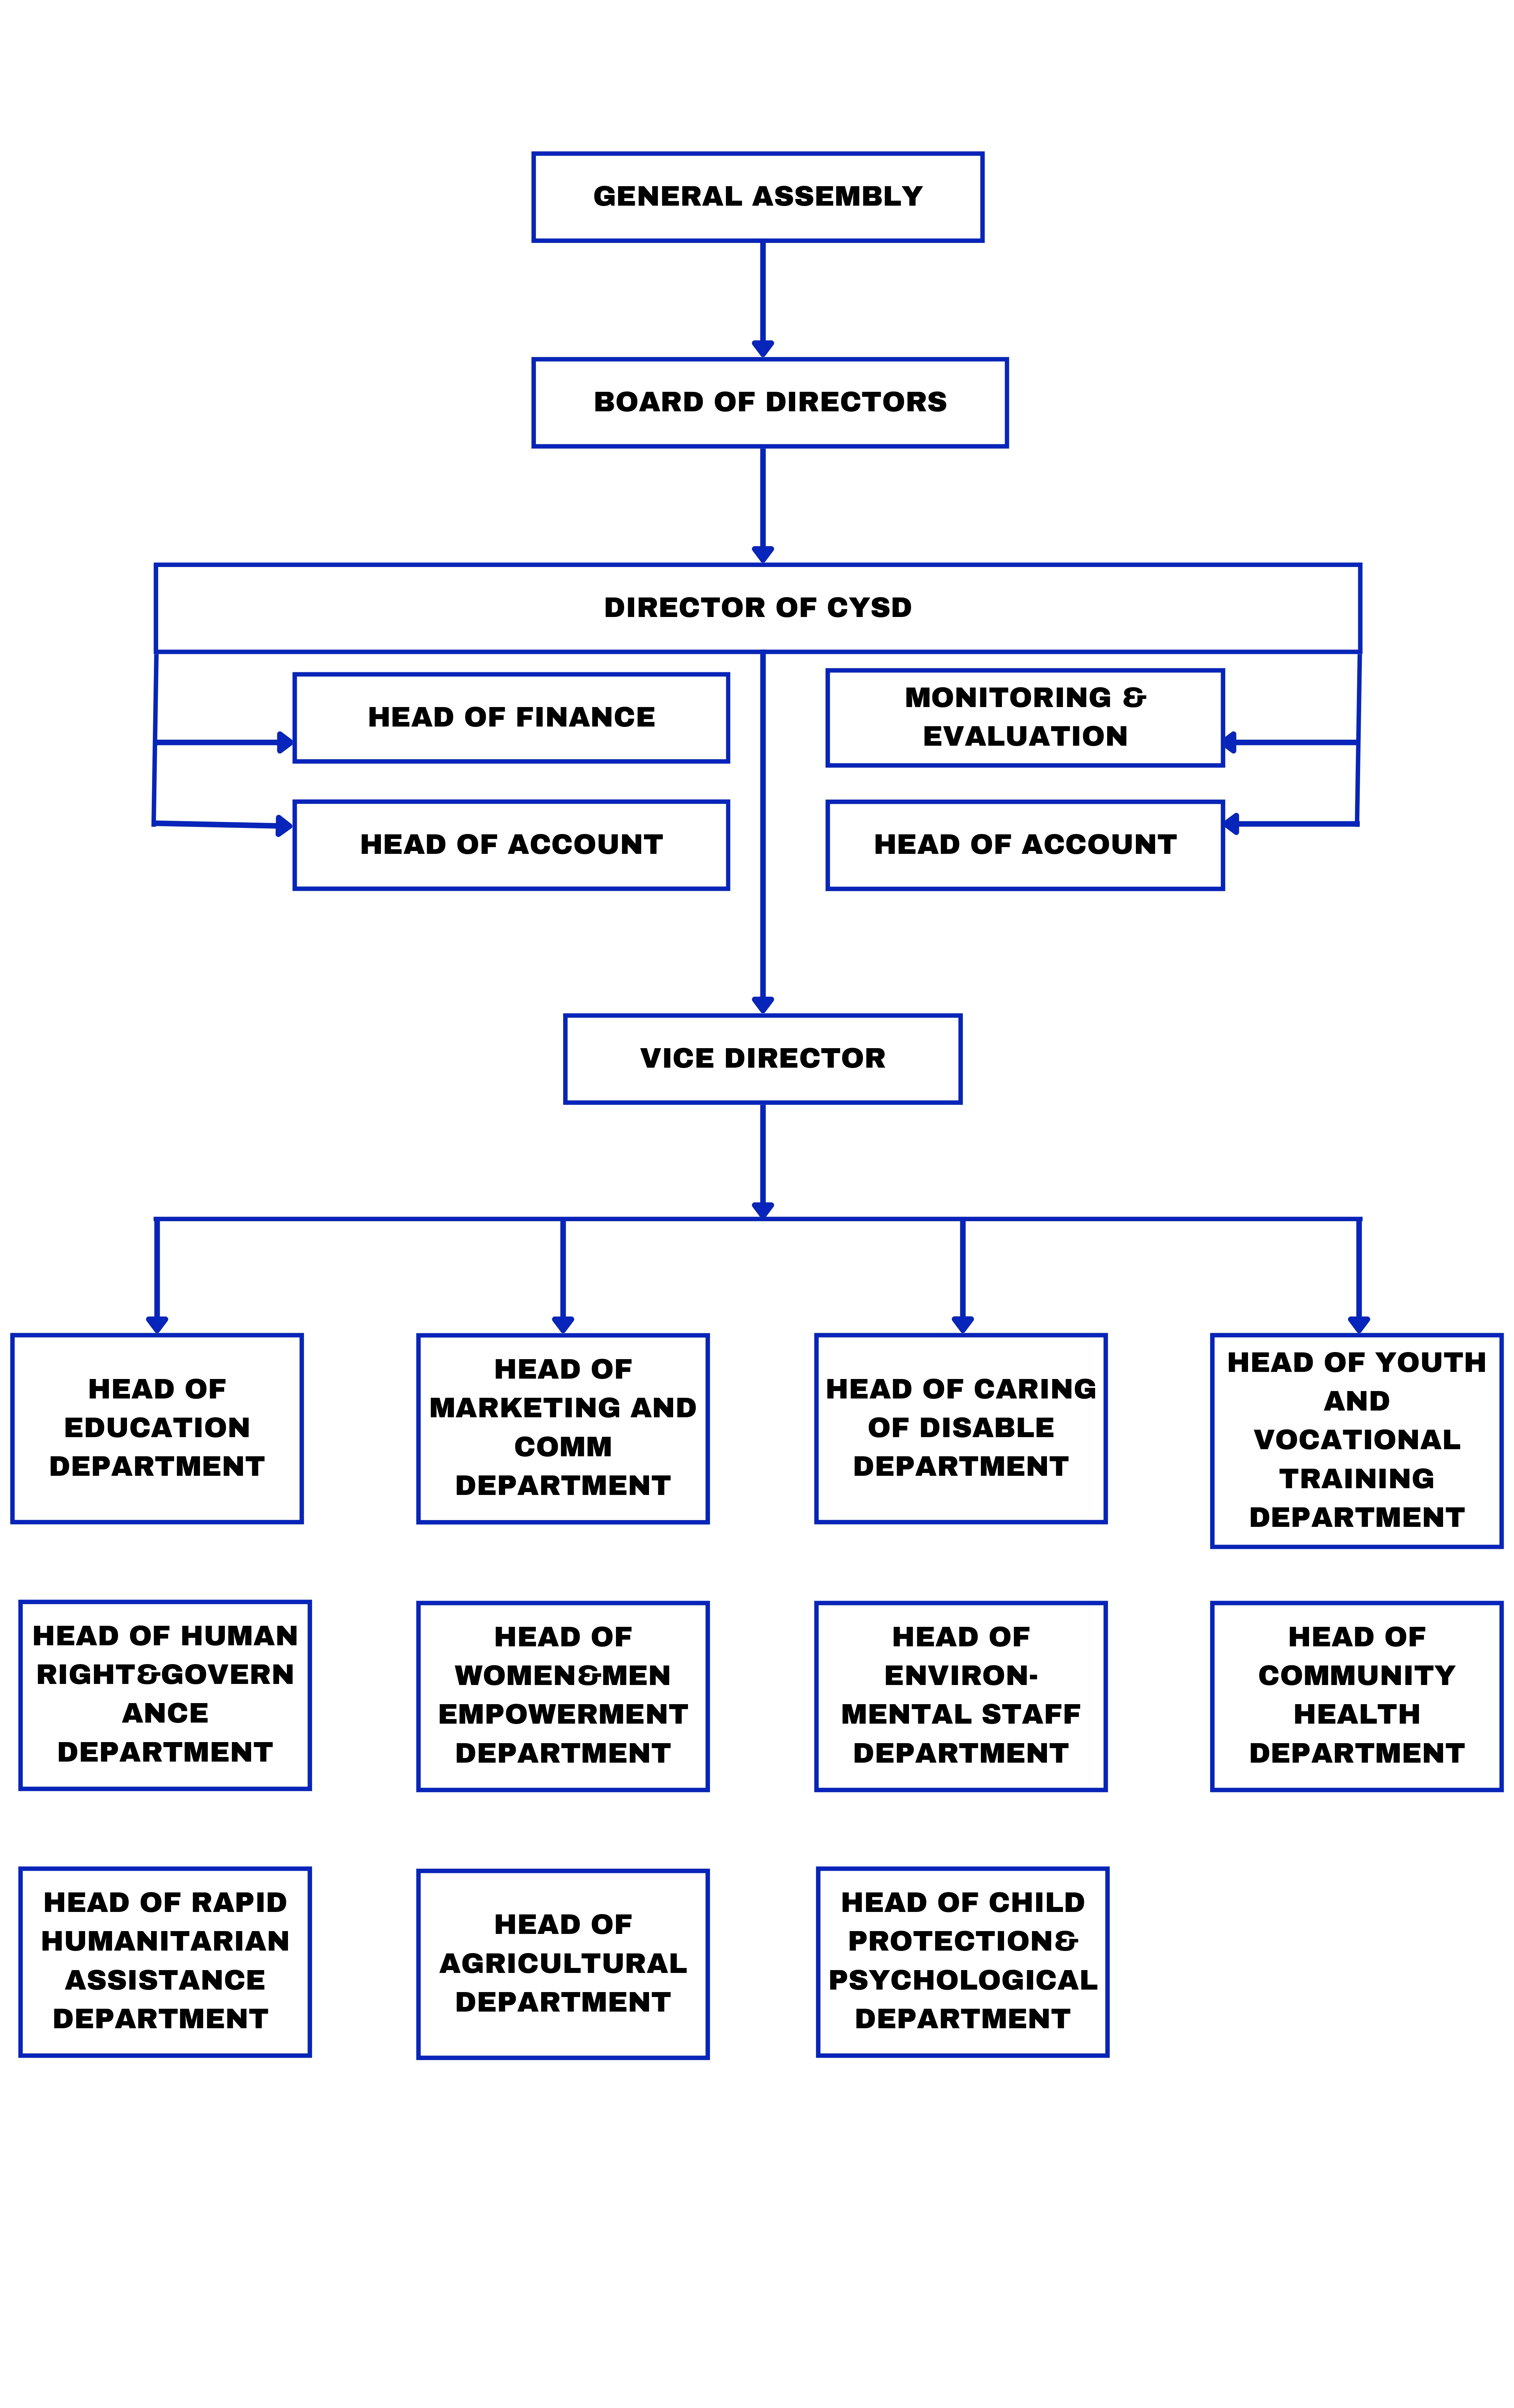 GENERAL ASSEMBLY
BOARD OF DIRECTORS
DIRECTOR OF CYSD
HEAD OF FINANCE
MONITORING &
EVALUATION
HEAD OF ACCOUNT
HEAD OF ACCOUNT
VICE DIRECTOR
HEAD OF
EDUCATION
DEPARTMENT
HEAD OF
MARKETING AND
COMM
DEPARTMENT
HEAD OF CARING
OF DISABLE
DEPARTMENT
HEAD OF YOUTH
AND
VOCATIONAL
TRAINING
DEPARTMENT
HEAD OF HUMAN
RIGHT&GOVERN
ANCE
DEPARTMENT
HEAD OF
WOMEN&MEN
EMPOWERMENT
DEPARTMENT
HEAD OF
ENVIRON-
MENTAL STAFF
DEPARTMENT
HEAD OF
COMMUNITY
HEALTH
DEPARTMENT
HEAD OF RAPID
HUMANITARIAN
ASSISTANCE
DEPARTMENT
HEAD OF
AGRICULTURAL
DEPARTMENT
HEAD OF CHILD
PROTECTION&
PSYCHOLOGICAL
DEPARTMENT